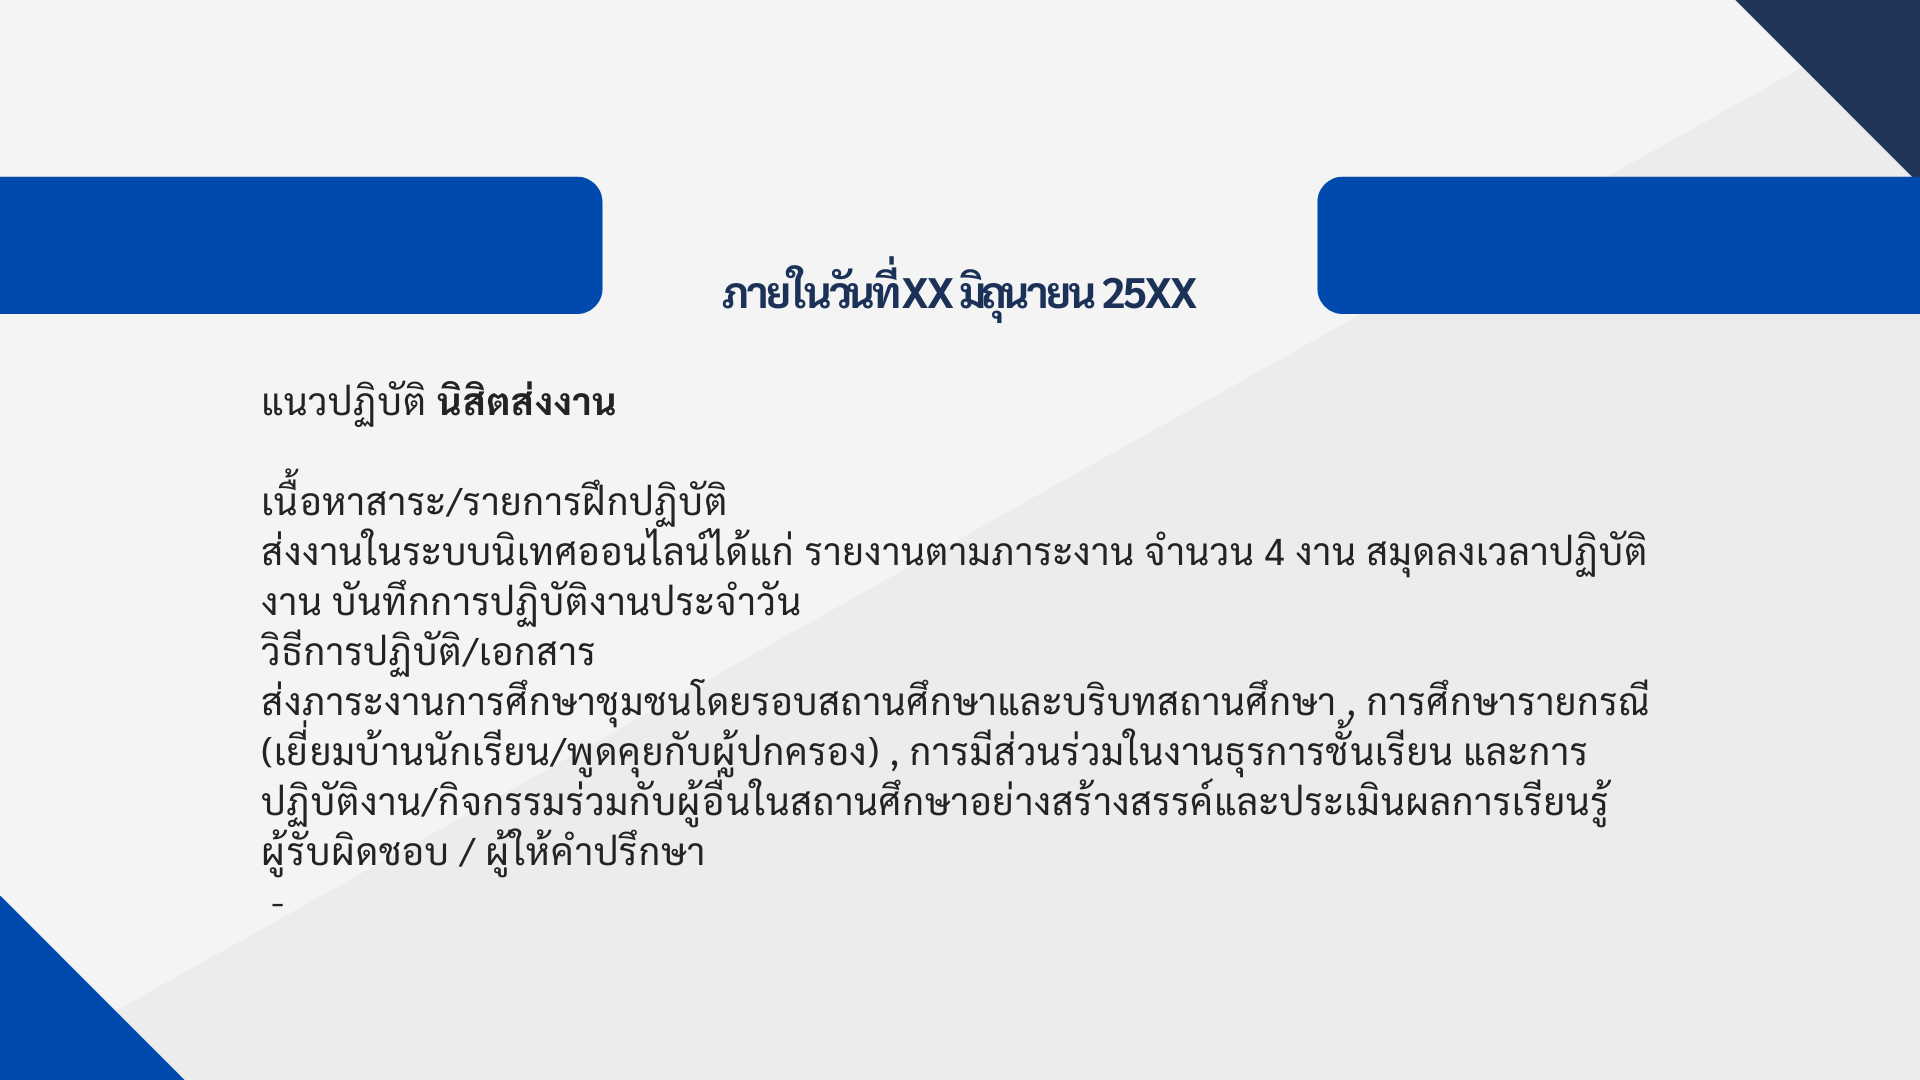 ภายในวันที่ XX มิถุนายน 25XX
แนวปฏิบัติ นิสิตส่งงาน
เนื้อหาสาระ/รายการฝึกปฏิบัติ
ส่งงานในระบบนิเทศออนไลน์ได้แก่ รายงานตามภาระงาน จำนวน 4 งาน สมุดลงเวลาปฏิบัติ
งาน บันทึกการปฏิบัติงานประจำวัน
วิธีการปฏิบัติ/เอกสาร
ส่งภาระงานการศึกษาชุมชนโดยรอบสถานศึกษาและบริบทสถานศึกษา , การศึกษารายกรณี
(เยี่ยมบ้านนักเรียน/พูดคุยกับผู้ปกครอง) , การมีส่วนร่วมในงานธุรการชั้นเรียน และการ
ปฏิบัติงาน/กิจกรรมร่วมกับผู้อื่นในสถานศึกษาอย่างสร้างสรรค์และประเมินผลการเรียนรู้
ผู้รับผิดชอบ / ผู้ให้คำปรึกษา
-